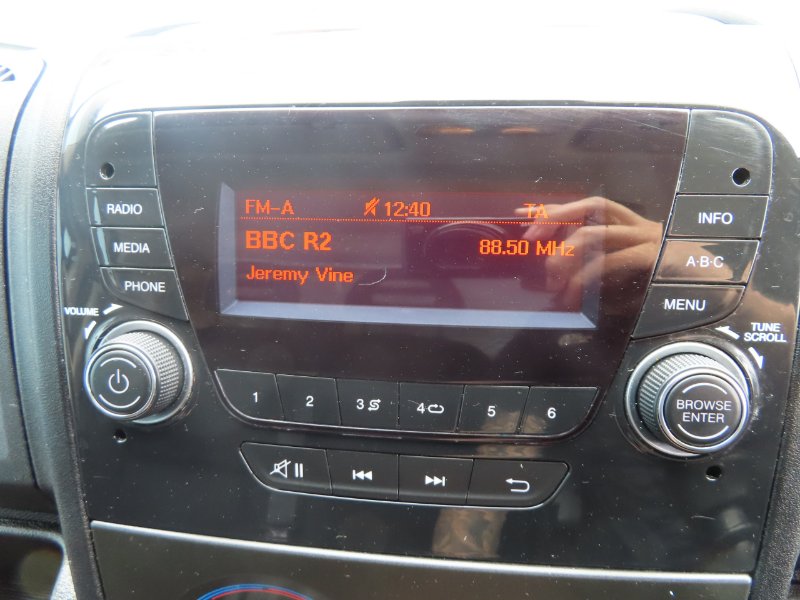 FM-A 12:40 TA
BBC R2 88.50 MHz
Jeremy Vine
RADIO
MEDIA
PHONE
VOLUME
INFO
A·B·C
MENU
TUNE
SCROLL
BROWSE
ENTER
1 2 3 4 5 6